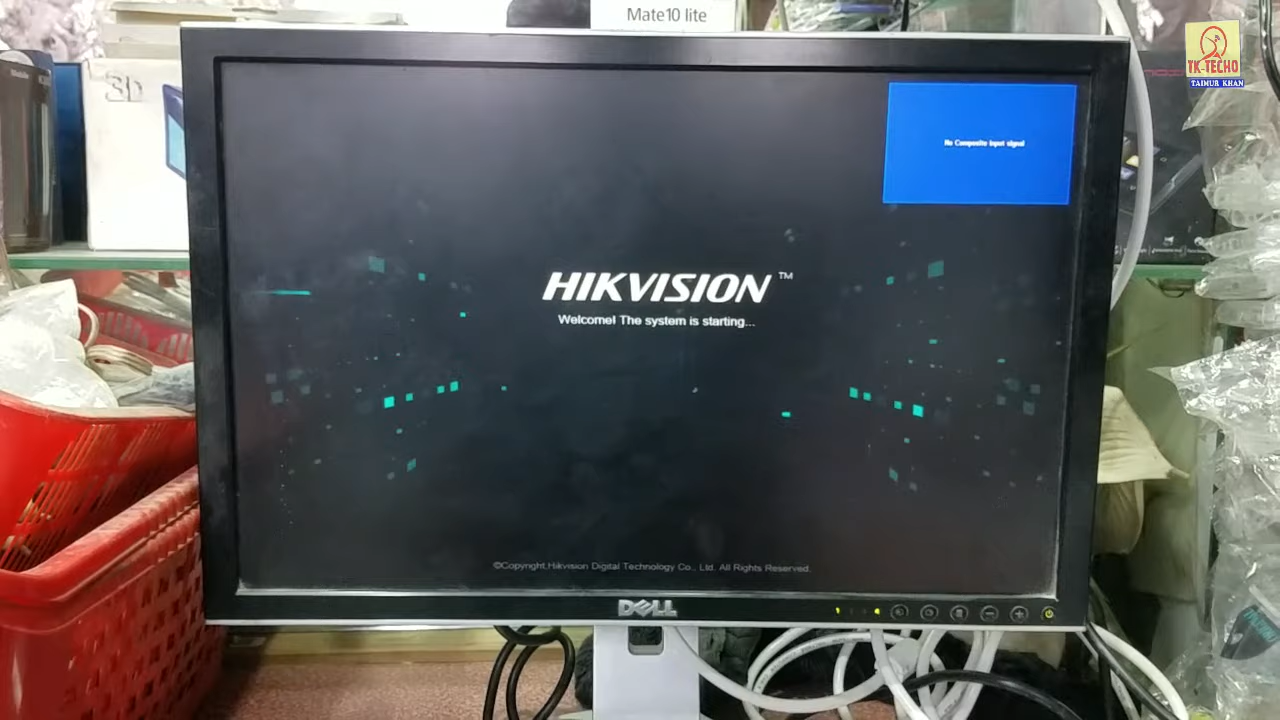 Mate10 lite
SD
TK-TECHO
TAIMUR KHAN
No Composite input signal
HIKVISION™
Welcome! The system is starting...
©Copyright Hikvision Digital Technology Co., Ltd. All Rights Reserved.
DELL